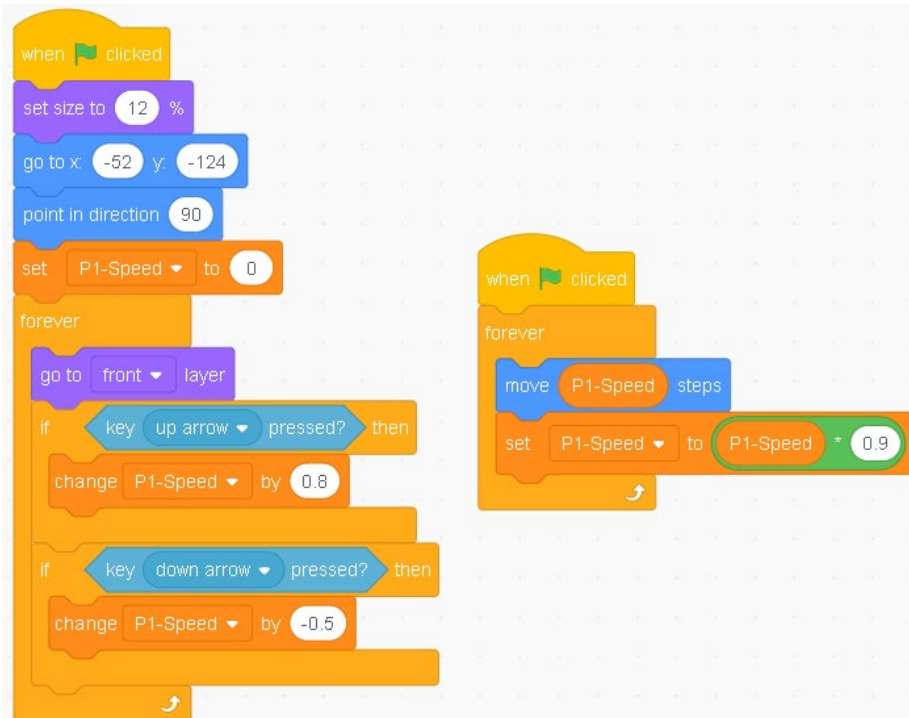 when clicked
set size to 12 %
go to x: -52 y: -124
point in direction 90
set P1-Speed to 0
forever
go to front layer
if key up arrow pressed? then
change P1-Speed by 0.8
if key down arrow pressed? then
change P1-Speed by -0.5
when clicked
forever
move P1-Speed steps
set P1-Speed to P1-Speed * 0.9